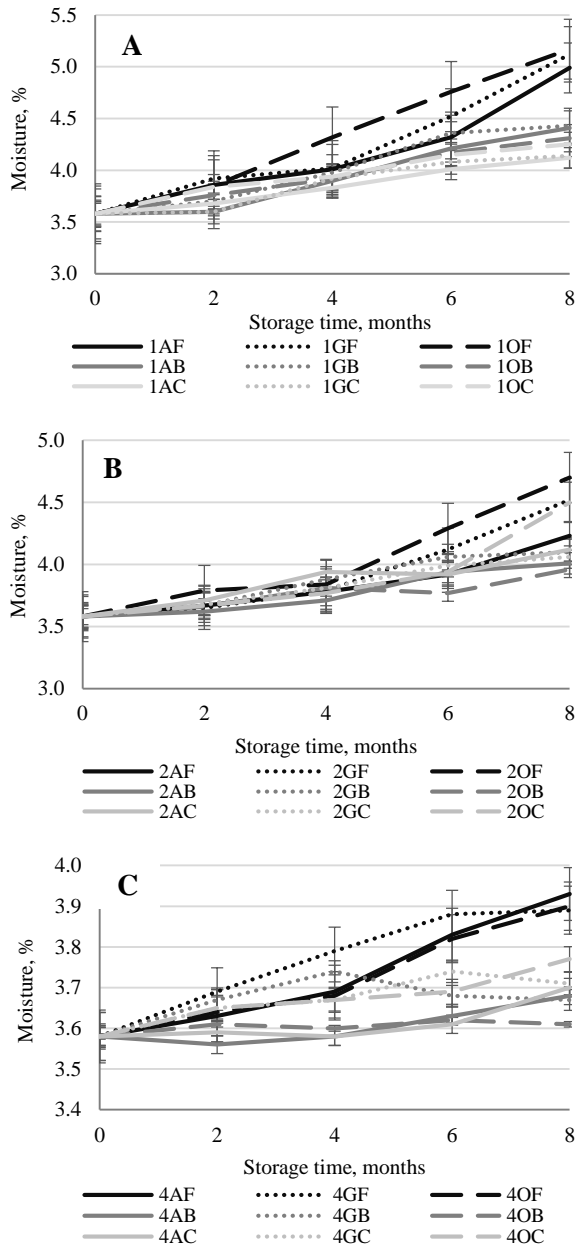 5.5
A
5.0
4.5
4.0
3.5
3.0
Moisture, %
0 2 4 6 8
Storage time, months
1AF 1GF 1OF
1AB 1GB 1OB
1AC 1GC 1OC
5.0
B
4.5
4.0
3.5
3.0
Moisture, %
0 2 4 6 8
Storage time, months
2AF 2GF 2OF
2AB 2GB 2OB
2AC 2GC 2OC
4.0
C
3.9
3.8
3.7
3.6
3.5
3.4
Moisture, %
0 2 4 6 8
Storage time, months
4AF 4GF 4OF
4AB 4GB 4OB
4AC 4GC 4OC